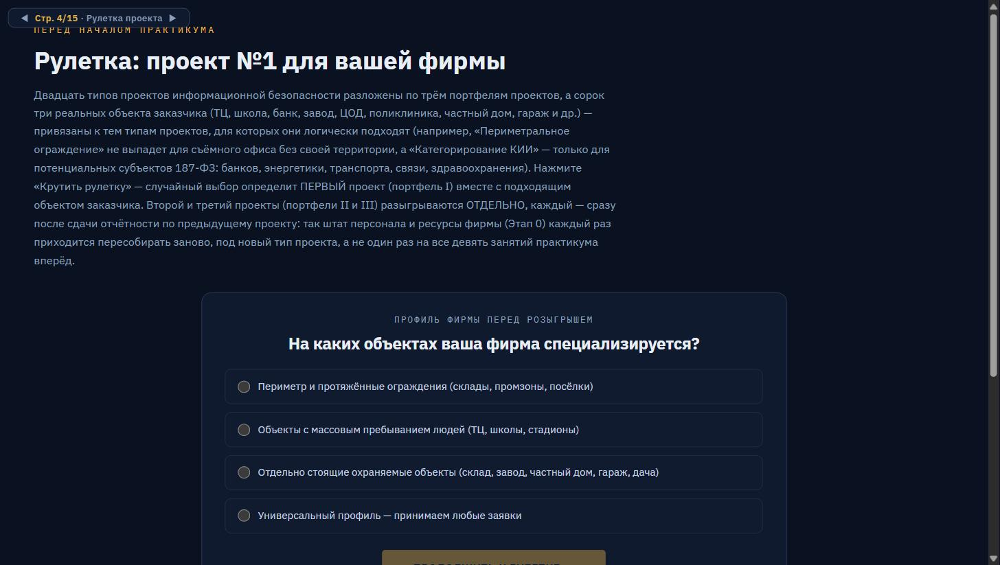 ◀ Стр. 4/15 · Рулетка проекта ▶
ПЕРЕД НАЧАЛОМ ПРАКТИКУМА
Рулетка: проект №1 для вашей фирмы
Двадцать типов проектов информационной безопасности разложены по трём портфелям проектов, а сорок
три реальных объекта заказчика (ТЦ, школа, банк, завод, ЦОД, поликлиника, частный дом, гараж и др.) —
привязаны к тем типам проектов, для которых они логически подходят (например, «Периметральное
ограждение» не выпадет для съёмного офиса без своей территории, а «Категорирование КИИ» — только для
потенциальных субъектов 187-ФЗ: банков, энергетики, транспорта, связи, здравоохранения). Нажмите
«Крутить рулетку» — случайный выбор определит ПЕРВЫЙ проект (портфель I) вместе с подходящим
объектом заказчика. Второй и третий проекты (портфели II и III) разыгрываются ОТДЕЛЬНО, каждый — сразу
после сдачи отчётности по предыдущему проекту: так штат персонала и ресурсы фирмы (Этап 0) каждый раз
приходится пересобирать заново, под новый тип проекта, а не один раз на все девять занятий практикума
вперёд.
ПРОФИЛЬ ФИРМЫ ПЕРЕД РОЗЫГРЫШЕМ
На каких объектах ваша фирма специализируется?
Периметр и протяжённые ограждения (склады, промзоны, посёлки)
Объекты с массовым пребыванием людей (ТЦ, школы, стадионы)
Отдельно стоящие охраняемые объекты (склад, завод, частный дом, гараж, дача)
Универсальный профиль — принимаем любые заявки